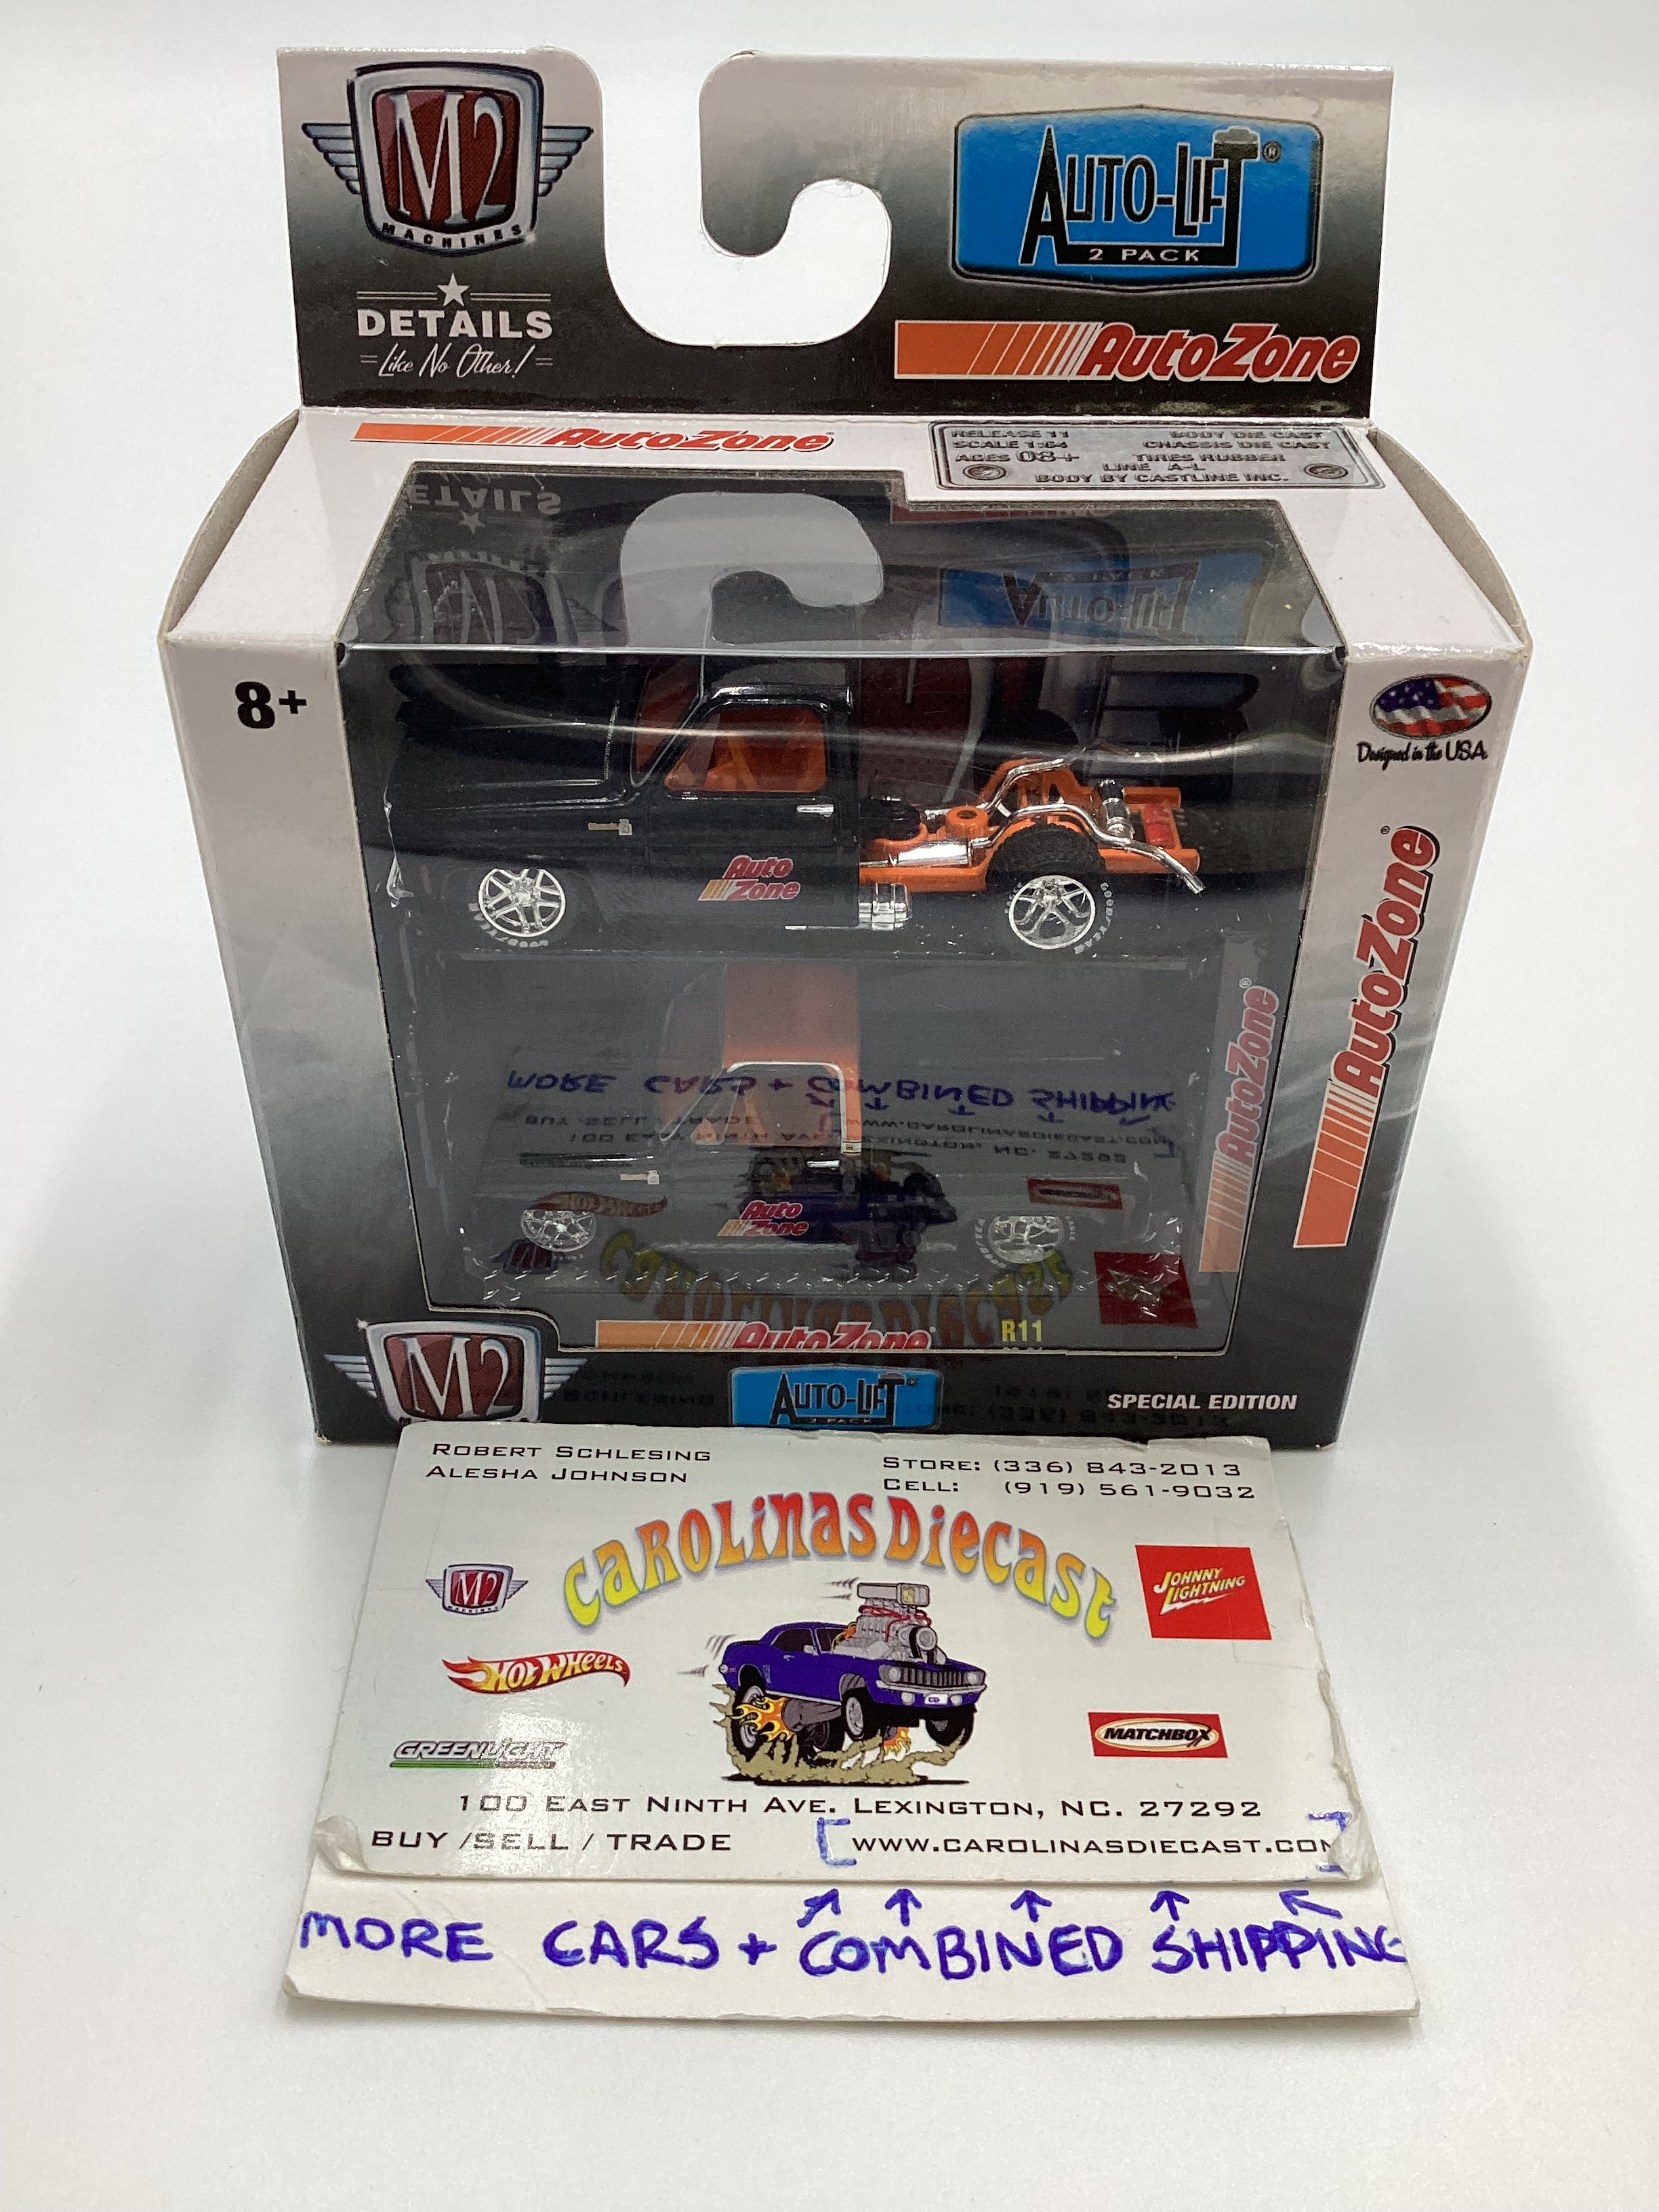 M2
MACHINES
DETAILS
Like No Other!
AUTO-LIFT ®
2 PACK
AutoZone
AutoZone
RELEASE 11 BODY DIE CAST
SCALE 1:64 CHASSIS DIE CAST
AGES 08+ TIRES RUBBER
LINE A-L
BODY BY CASTLINE INC.
8+
Designed in the USA
Auto
Zone
GOODYEAR
AutoZone
Auto
Zone
AutoZone
R11
M2
AUTO-LIFT
2 PACK
SPECIAL EDITION
ROBERT SCHLESING
ALESHA JOHNSON
STORE: (336) 843-2013
CELL: (919) 561-9032
CAROLINAS DIECAST
M2
MACHINES
JOHNNY
LIGHTNING
HOT WHEELS
GREENLIGHT
MATCHBOX
100 EAST NINTH AVE. LEXINGTON, NC. 27292
BUY /SELL / TRADE [WWW.CAROLINASDIECAST.COM]
MORE CARS + COMBINED SHIPPING